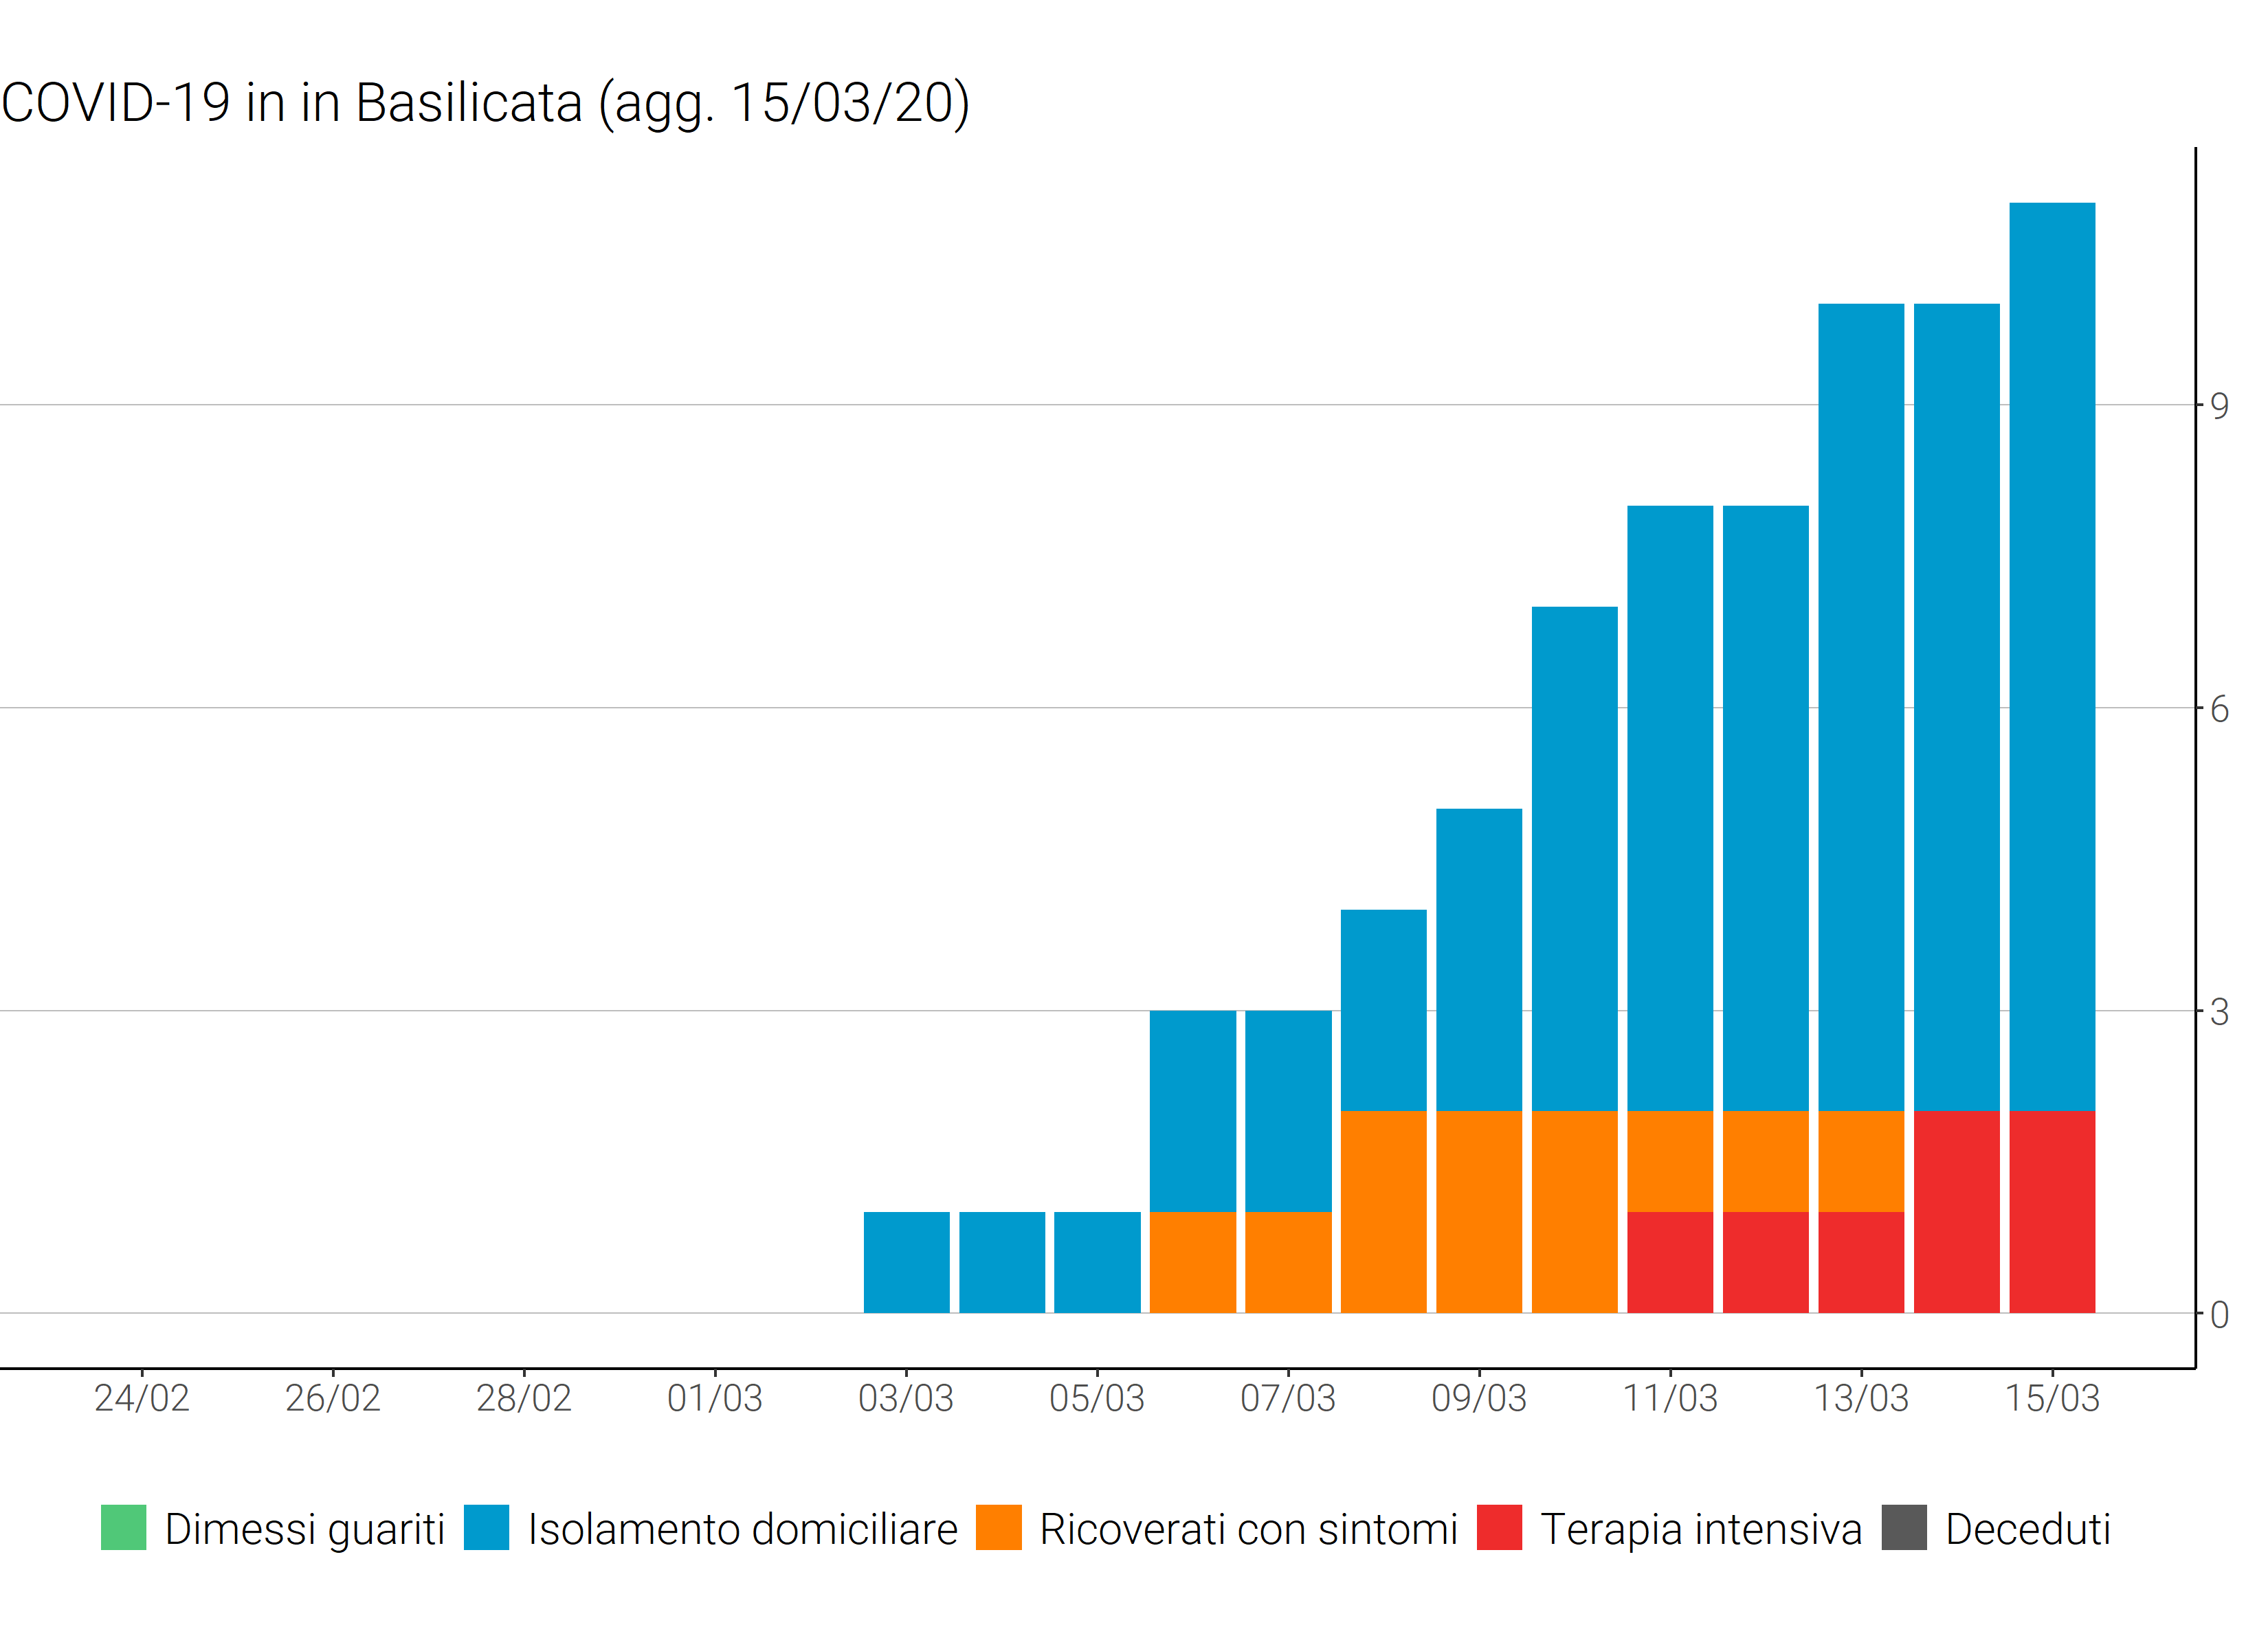 COVID-19 in in Basilicata (agg. 15/03/20)
9
6
3
0
24/02 26/02 28/02 01/03 03/03 05/03 07/03 09/03 11/03 13/03 15/03
Dimessi guariti Isolamento domiciliare Ricoverati con sintomi Terapia intensiva Deceduti